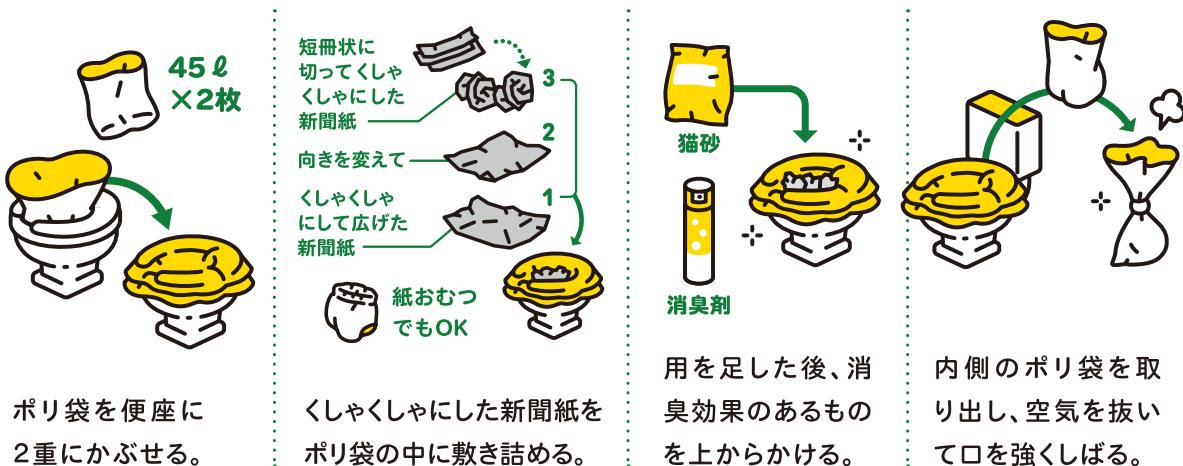 45ℓ
×2枚
ポリ袋を便座に
2重にかぶせる。
短冊状に
切ってくしゃ
くしゃにした
新聞紙
3
向きを変えて
2
くしゃくしゃ
にして広げた
新聞紙
1
紙おむつ
でもOK
くしゃくしゃにした新聞紙を
ポリ袋の中に敷き詰める。
猫砂
消臭剤
用を足した後、消
臭効果のあるもの
を上からかける。
内側のポリ袋を取
り出し、空気を抜い
て口を強くしばる。